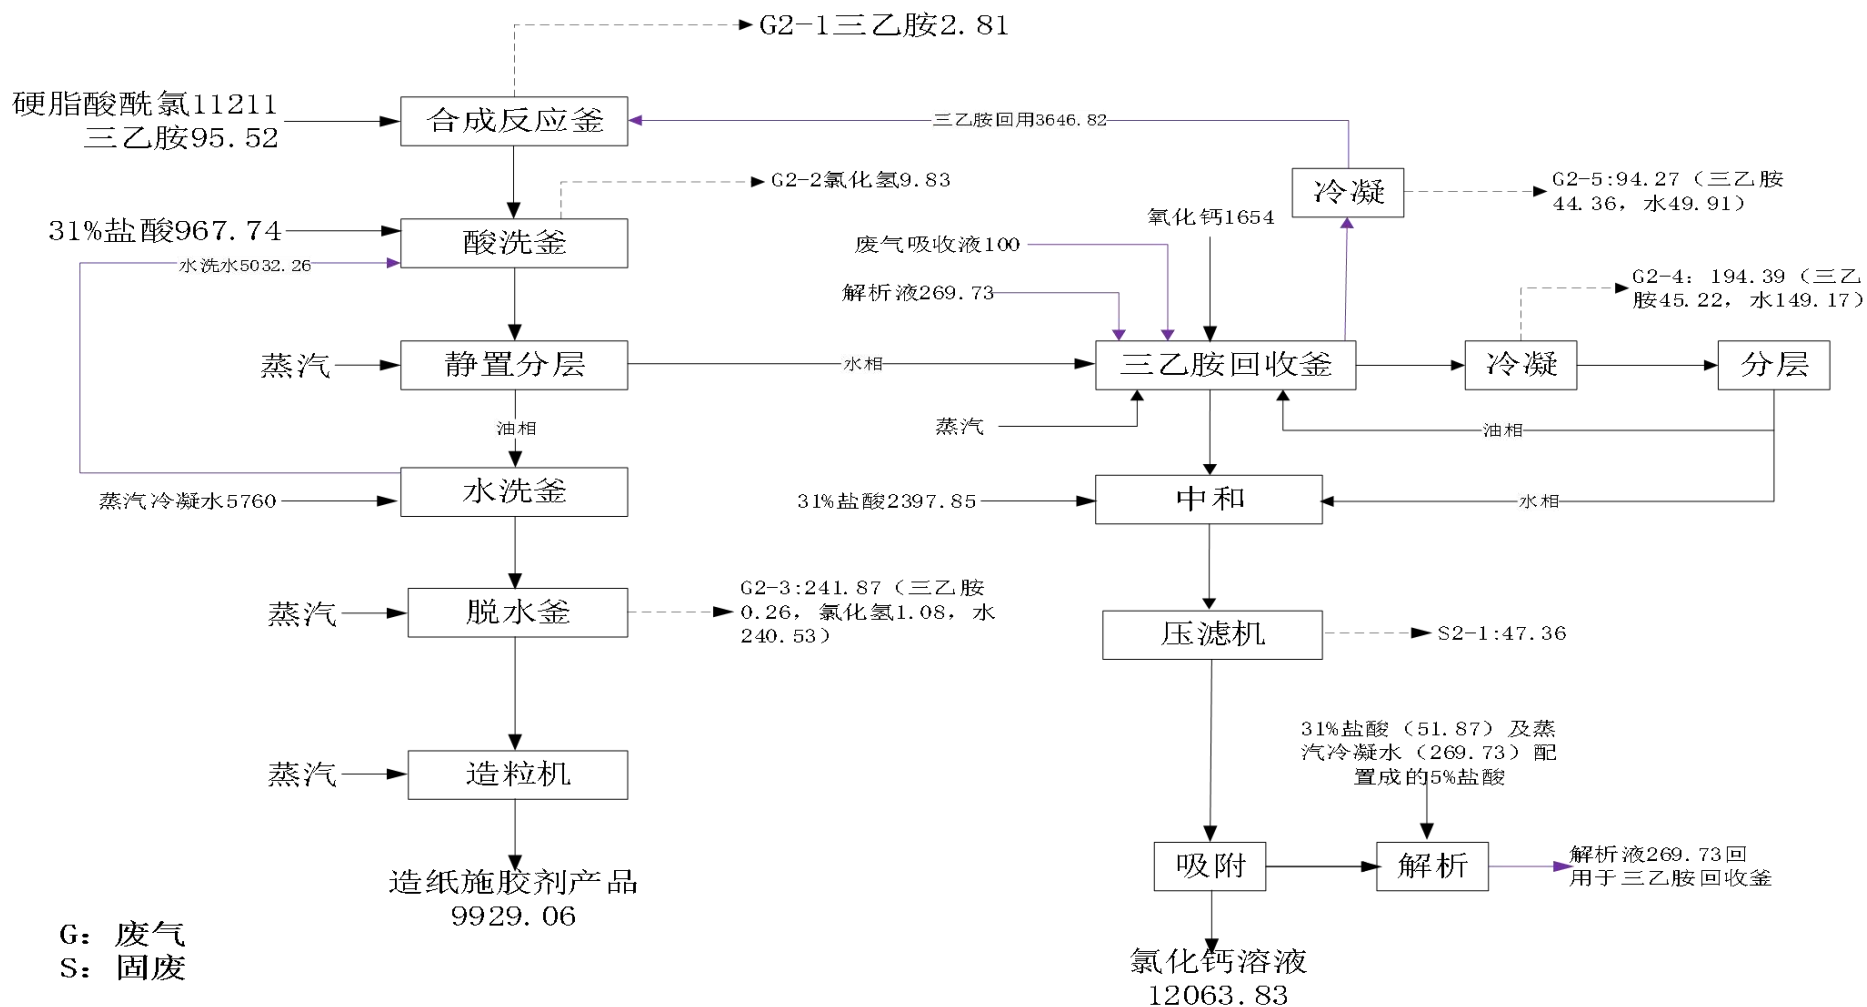 G2-1三乙胺2.81
硬脂酸酰氯11211
三乙胺95.52
合成反应釜
三乙胺回用3646.82
G2-2氯化氢9.83
冷凝
G2-5:94.27（三乙胺
44.36，水49.91）
31%盐酸967.74
酸洗釜
氧化钙1654
水洗水5032.26
废气吸收液100
解析液269.73
G2-4：194.39（三乙
胺45.22，水149.17）
蒸汽
静置分层
水相
三乙胺回收釜
冷凝
分层
油相
蒸汽
油相
水洗釜
蒸汽冷凝水5760
31%盐酸2397.85
中和
水相
蒸汽
脱水釜
G2-3:241.87（三乙胺
0.26，氯化氢1.08，水
240.53）
压滤机
S2-1:47.36
31%盐酸（51.87）及蒸
汽冷凝水（269.73）配
置成的5%盐酸
蒸汽
造粒机
吸附
解析
解析液269.73回
用于三乙胺回收釜
造纸施胶剂产品
9929.06
G：废气
S：固废
氯化钙溶液
12063.83